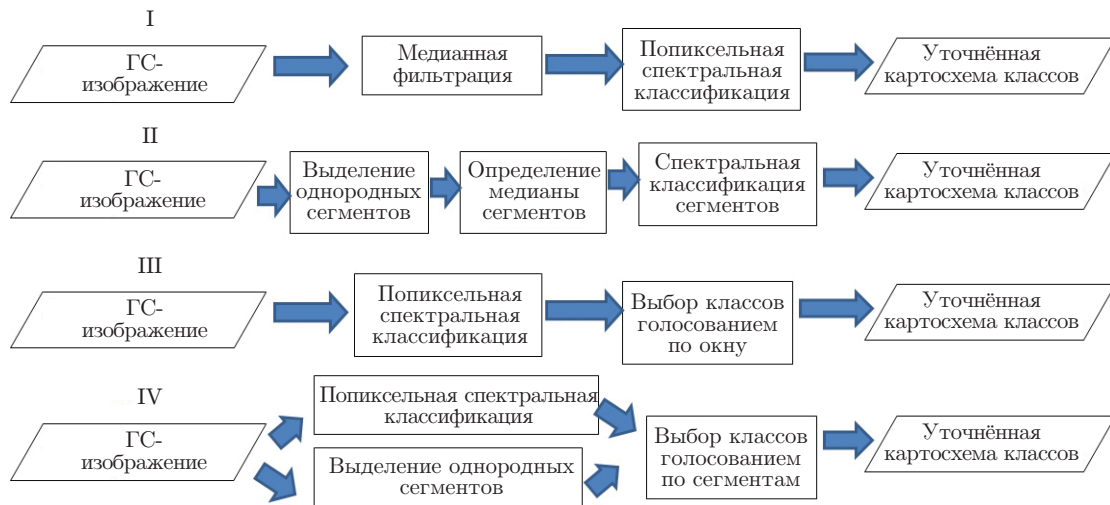 I
ГС-
изображение
Медианная
фильтрация
Попиксельная
спектральная
классификация
Уточнённая
картосхема классов
II
ГС-
изображение
Выделение
однородных
сегментов
Определение
медианы
сегментов
Спектральная
классификация
сегментов
Уточнённая
картосхема классов
III
ГС-
изображение
Попиксельная
спектральная
классификация
Выбор классов
голосованием
по окну
Уточнённая
картосхема классов
IV
ГС-
изображение
Попиксельная спектральная
классификация
Выделение однородных
сегментов
Выбор классов
голосованием
по сегментам
Уточнённая
картосхема классов